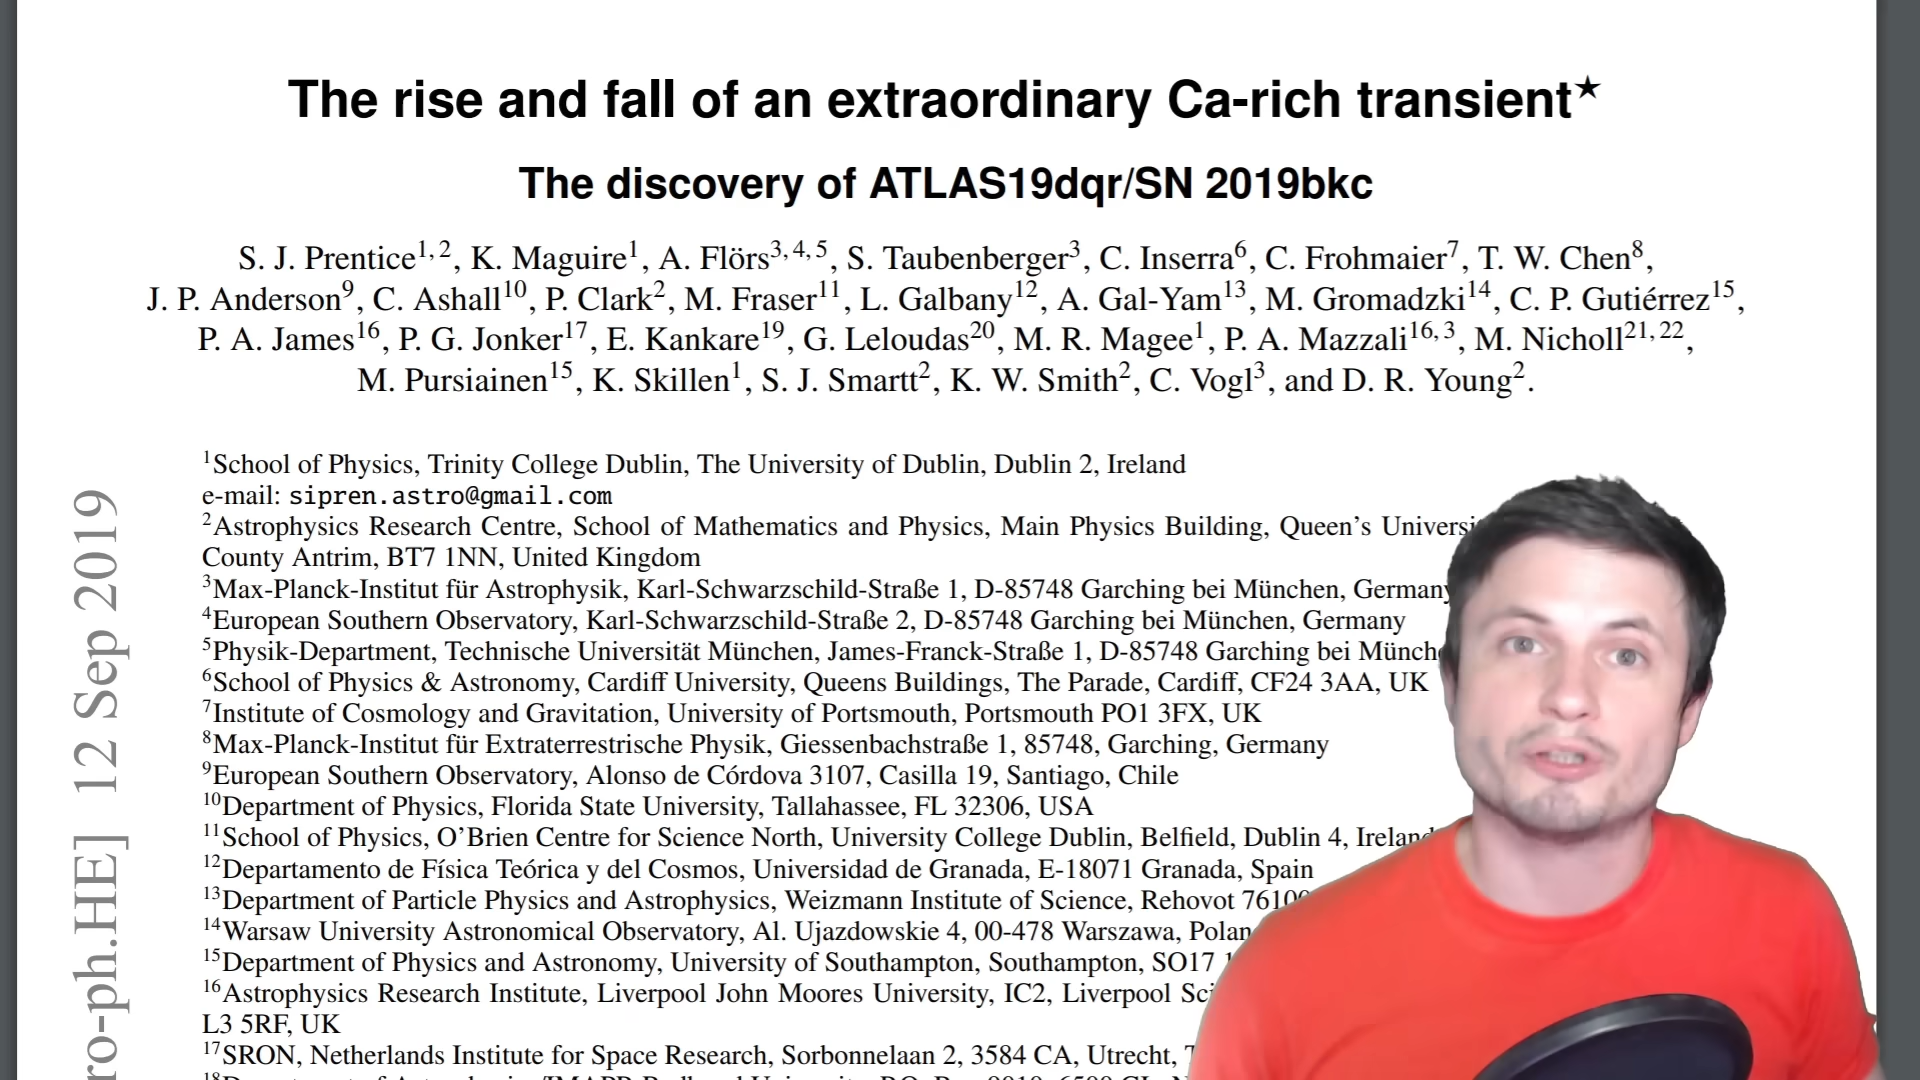 The rise and fall of an extraordinary Ca-rich transient★
The discovery of ATLAS19dqr/SN 2019bkc
S. J. Prentice1,2, K. Maguire1, A. Flörs3,4,5, S. Taubenberger3, C. Inserra6, C. Frohmaier7, T. W. Chen8,
J. P. Anderson9, C. Ashall10, P. Clark2, M. Fraser11, L. Galbany12, A. Gal-Yam13, M. Gromadzki14, C. P. Gutiérrez15,
P. A. James16, P. G. Jonker17, E. Kankare19, G. Leloudas20, M. R. Magee1, P. A. Mazzali16,3, M. Nicholl21,22,
M. Pursiainen15, K. Skillen1, S. J. Smartt2, K. W. Smith2, C. Vogl3, and D. R. Young2.
1School of Physics, Trinity College Dublin, The University of Dublin, Dublin 2, Ireland
e-mail: sipren.astro@gmail.com
2Astrophysics Research Centre, School of Mathematics and Physics, Main Physics Building, Queen's
County Antrim, BT7 1NN, United Kingdom
3Max-Planck-Institut für Astrophysik, Karl-Schwarzschild-Straße 1, D-85748 Garching bei München, Germany
4European Southern Observatory, Karl-Schwarzschild-Straße 2, D-85748 Garching bei München, Germany
5Physik-Department, Technische Universität München, James-Franck-Straße 1, D-85748 Garching bei
6School of Physics & Astronomy, Cardiff University, Queens Buildings, The Parade, Cardiff, CF24 3AA, UK
7Institute of Cosmology and Gravitation, University of Portsmouth, Portsmouth PO1 3FX, UK
8Max-Planck-Institut für Extraterrestrische Physik, Giessenbachstraße 1, 85748, Garching, Germany
9European Southern Observatory, Alonso de Córdova 3107, Casilla 19, Santiago, Chile
10Department of Physics, Florida State University, Tallahassee, FL 32306, USA
11School of Physics, O'Brien Centre for Science North, University College Dublin, Belfield, Dublin 4,
12Departamento de Física Teórica y del Cosmos, Universidad de Granada, E-18071 Granada, Spain
13Department of Particle Physics and Astrophysics, Weizmann Institute of Science, Rehovot
14Warsaw University Astronomical Observatory, Al. Ujazdowskie 4, 00-478 Warszawa,
15Department of Physics and Astronomy, University of Southampton, Southampton, SO17
16Astrophysics Research Institute, Liverpool John Moores University, IC2, Liverpool
L3 5RF, UK
17SRON, Netherlands Institute for Space Research, Sorbonnelaan 2, 3584 CA, Utrecht,
ro-ph.HE] 12 Sep 2019